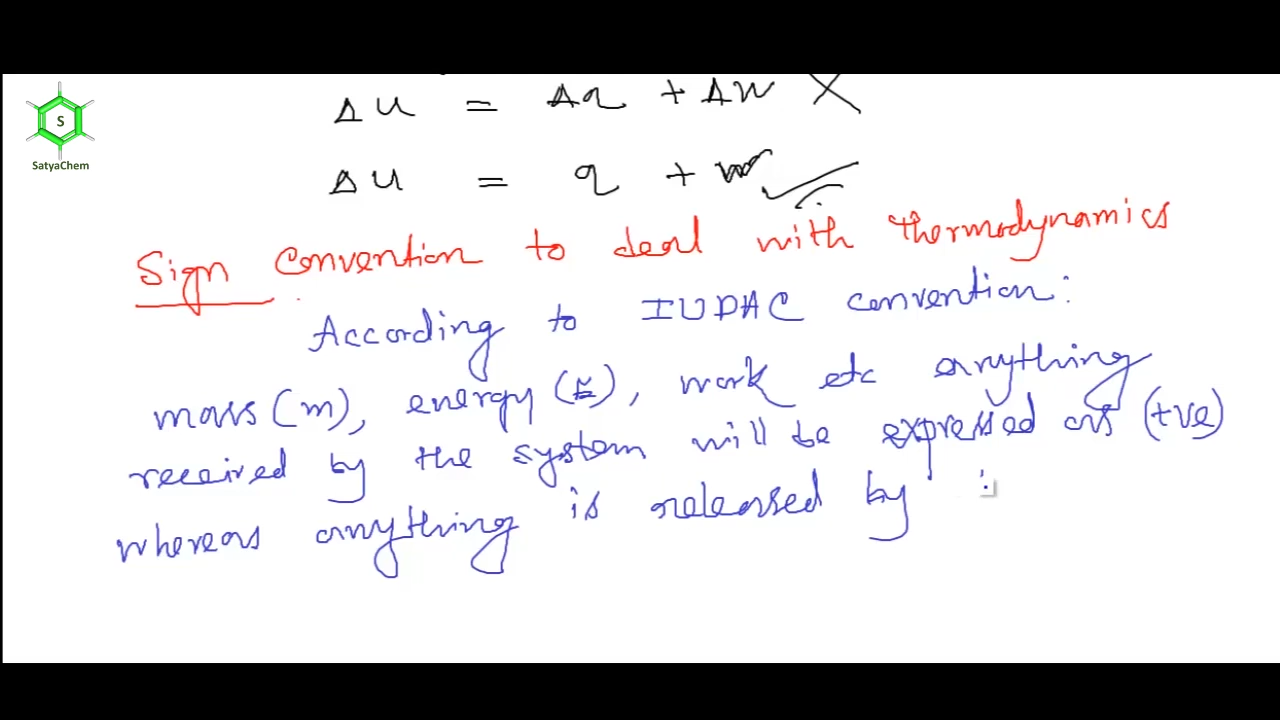 ΔU = Δq + Δw X
S
SatyaChem
ΔU = q + w
Sign convention to deal with thermodynamics
According to IUPAC convention:
mass (m), energy (E), work etc anything
received by the system will be expressed as (+ve)
whereas anything is released by